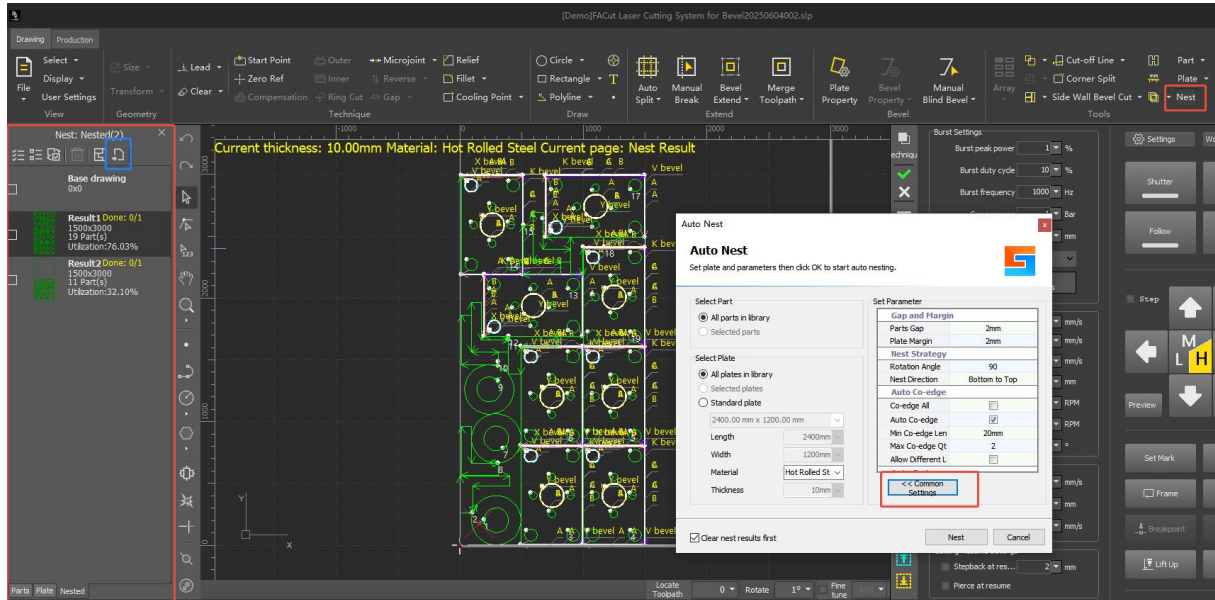 [Demo]FACut Laser Cutting System for Bevel20250604002.slp
Drawing Production
File
Select
Display
User Settings
View
Size
Transform
Geometry
Lead
Clear
Start Point
Zero Ref
Compensation
Outer
Inner
Ring Cut
Microjoint
Reverse
Gap
Relief
Fillet
Cooling Point
Technique
Circle
Rectangle
Polyline
Draw
Auto Split
Manual Break
Bevel Extend
Merge Toolpath
Extend
Plate Property
Bevel Property
Manual Blind Bevel
Bevel
Array
Cut-off Line
Corner Split
Side Wall Bevel Cut
Part
Plate
Nest
Tools
Nest: Nested(2)
Base drawing
0x0
Result1 Done: 0/1
1500x3000
19 Part(s)
Utilization:76.03%
Result2 Done: 0/1
1500x3000
11 Part(s)
Utilization:32.10%
Parts Plate Nested
Current thickness: 10.00mm Material: Hot Rolled Steel Current page: Nest Result
Auto Nest
Auto Nest
Set plate and parameters then click OK to start auto nesting.
Select Part
All parts in library
Selected parts
Select Plate
All plates in library
Selected plates
Standard plate
2400.00 mm x 1200.00 mm
Length 2400mm
Width 1200mm
Material Hot Rolled St
Thickness 10mm
Set Parameter
Gap and Margin
Parts Gap 2mm
Plate Margin 2mm
Nest Strategy
Rotation Angle 90
Nest Direction Bottom to Top
Auto Co-edge
Co-edge All
Auto Co-edge
Min Co-edge Len 20mm
Max Co-edge Qt 2
Allow Different L
<< Common Settings
Clear nest results first
Nest Cancel
Burst Settings
Burst peak power 1 %
Burst duty cycle 10 %
Burst frequency 1000 Hz
Bar
mm
mm/s
mm/s
mm/s
mm
RPM
RPM
°
mm/s
mm
mm/s
Stepback at res... 2 mm
Pierce at resume
Settings
Shutter
Follow
Step
M
L H
Preview
Set Mark
Frame
Breakpoint
Lift Up
Locate Toolpath 0 Rotate 1° Fine tune